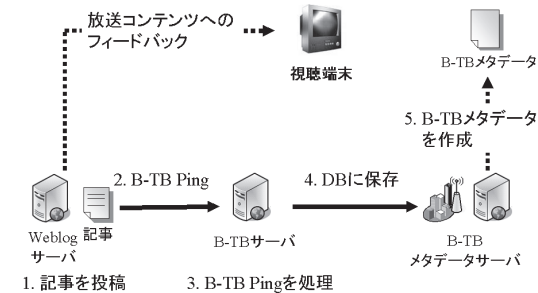 放送コンテンツへの
フィードバック
視聴端末
B-TBメタデータ
5. B-TBメタデータ
を作成
2. B-TB Ping
4. DBに保存
Weblog
サーバ
記事
B-TBサーバ
B-TB
メタデータサーバ
1. 記事を投稿
3. B-TB Pingを処理